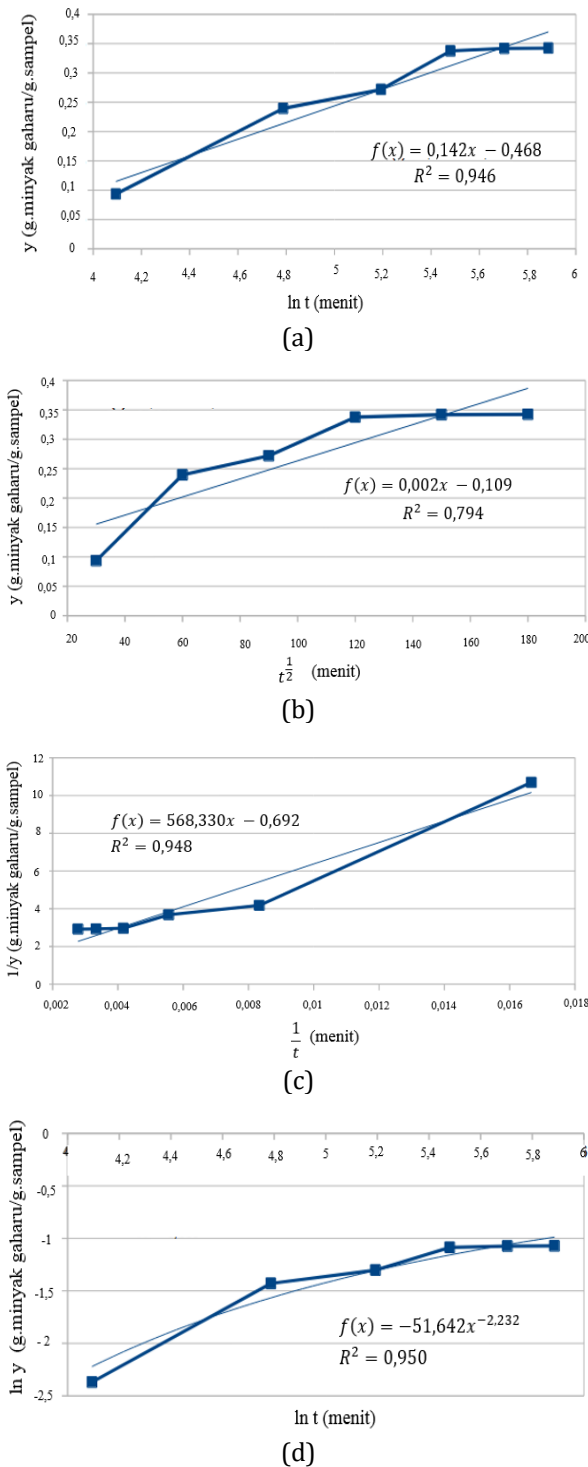 y (g.minyak gaharu/g.sampel)
0,4
0,35
0,3
0,25
0,2
0,15
0,1
0,05
0
f(x) = 0,142x − 0,468
R² = 0,946
4 4,2 4,4 4,6 4,8 5 5,2 5,4 5,6 5,8 6
ln t (menit)
(a)
y (g.minyak gaharu/g.sampel)
0,4
0,35
0,3
0,25
0,2
0,15
0,1
0,05
0
f(x) = 0,002x − 0,109
R² = 0,794
20 40 60 80 100 120 140 160 180 200
t^{1/2} (menit)
(b)
1/y (g.minyak gaharu/g.sampel)
12
10
8
6
4
2
0
f(x) = 568,330x − 0,692
R² = 0,948
0,002 0,004 0,006 0,008 0,01 0,012 0,014 0,016 0,018
1/t (menit)
(c)
ln y (g.minyak gaharu/g.sampel)
0
-0,5
-1
-1,5
-2
-2,5
4 4,2 4,4 4,6 4,8 5 5,2 5,4 5,6 5,8 6
f(x) = −51,642x^{−2,232}
R² = 0,950
ln t (menit)
(d)